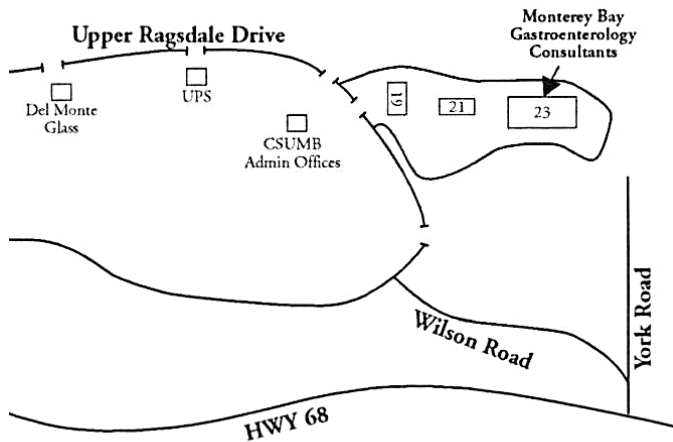 Monterey Bay
Gastroenterology
Consultants
Upper Ragsdale Drive
Del Monte
Glass
UPS
CSUMB
Admin Offices
19
21
23
Wilson Road
York Road
HWY 68